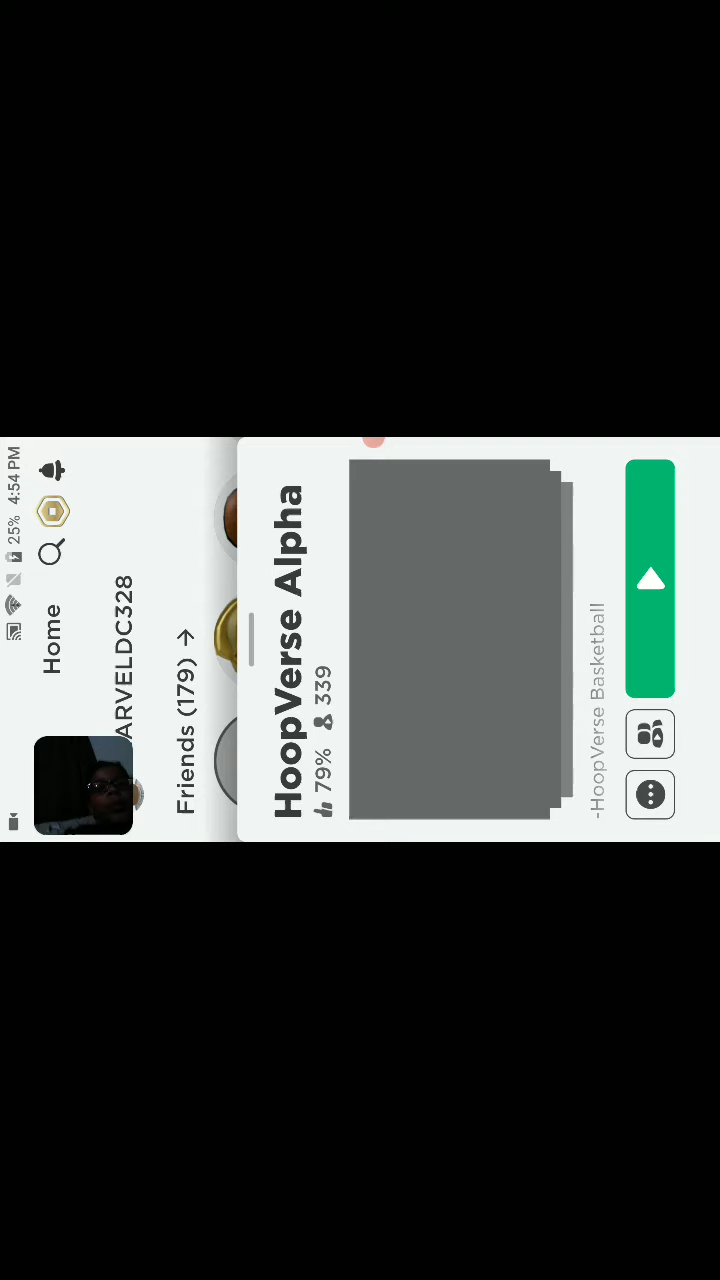 25% 4:54 PM
Home
ARVELDC328
Friends (179) →
HoopVerse Alpha
79% 339
-HoopVerse Basketball